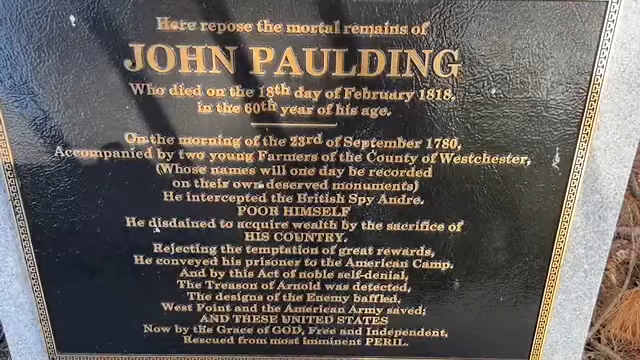 Here repose the mortal remains of
JOHN PAULDING
Who died on the 18th day of February 1818,
in the 60th year of his age.
On the morning of the 23rd of September 1780,
Accompanied by two young Farmers of the County of Westchester,
(Whose names will one day be recorded
on their own deserved monuments)
He intercepted the British Spy Andre.
POOR HIMSELF
He disdained to acquire wealth by the sacrifice of
HIS COUNTRY.
Rejecting the temptation of great rewards,
He conveyed his prisoner to the American Camp.
And by this Act of noble self-denial,
The Treason of Arnold was detected,
The designs of the Enemy baffled,
West Point and the American Army saved;
AND THESE UNITED STATES
Now by the Grace of GOD, Free and Independent,
Rescued from most imminent PERIL.